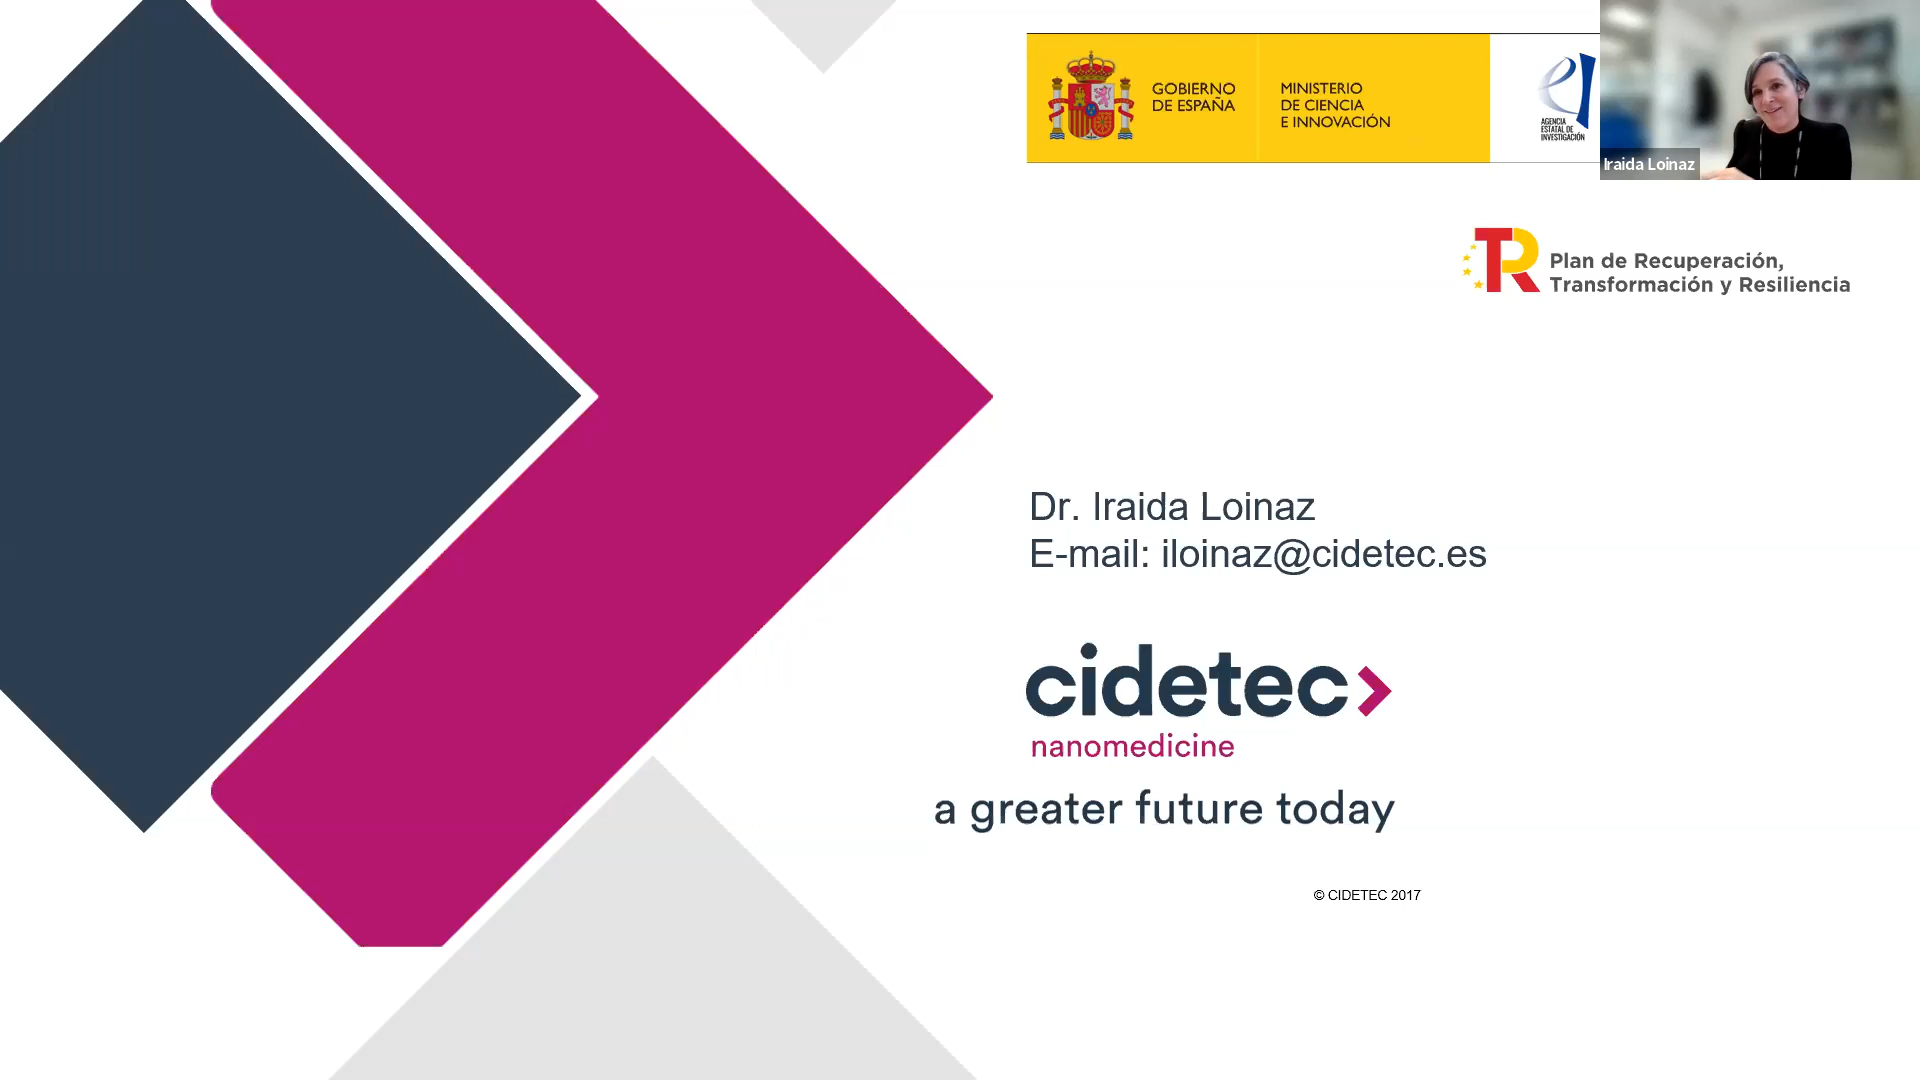 GOBIERNO
DE ESPAÑA
MINISTERIO
DE CIENCIA
E INNOVACIÓN
AGENCIA
ESTATAL DE
INVESTIGACIÓN
Iraida Loinaz
Plan de Recuperación,
Transformación y Resiliencia
Dr. Iraida Loinaz
E-mail: iloinaz@cidetec.es
cidetec
nanomedicine
a greater future today
© CIDETEC 2017